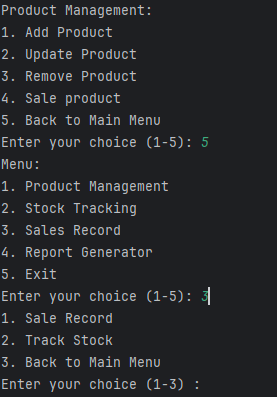 Product Management:
1. Add Product
2. Update Product
3. Remove Product
4. Sale product
5. Back to Main Menu
Enter your choice (1-5): 5
Menu:
1. Product Management
2. Stock Tracking
3. Sales Record
4. Report Generator
5. Exit
Enter your choice (1-5): 3
1. Sale Record
2. Track Stock
3. Back to Main Menu
Enter your choice (1-3) :